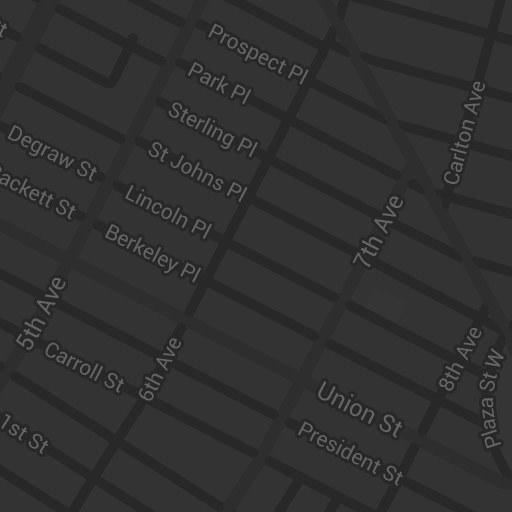 Prospect Pl
Park Pl
Sterling Pl
Carlton Ave
Degraw St
St Johns Pl
ackett St
Lincoln Pl
7th Ave
Berkeley Pl
5th Ave
6th Ave
8th Ave
Carroll St
Plaza St W
Union St
1st St
President St